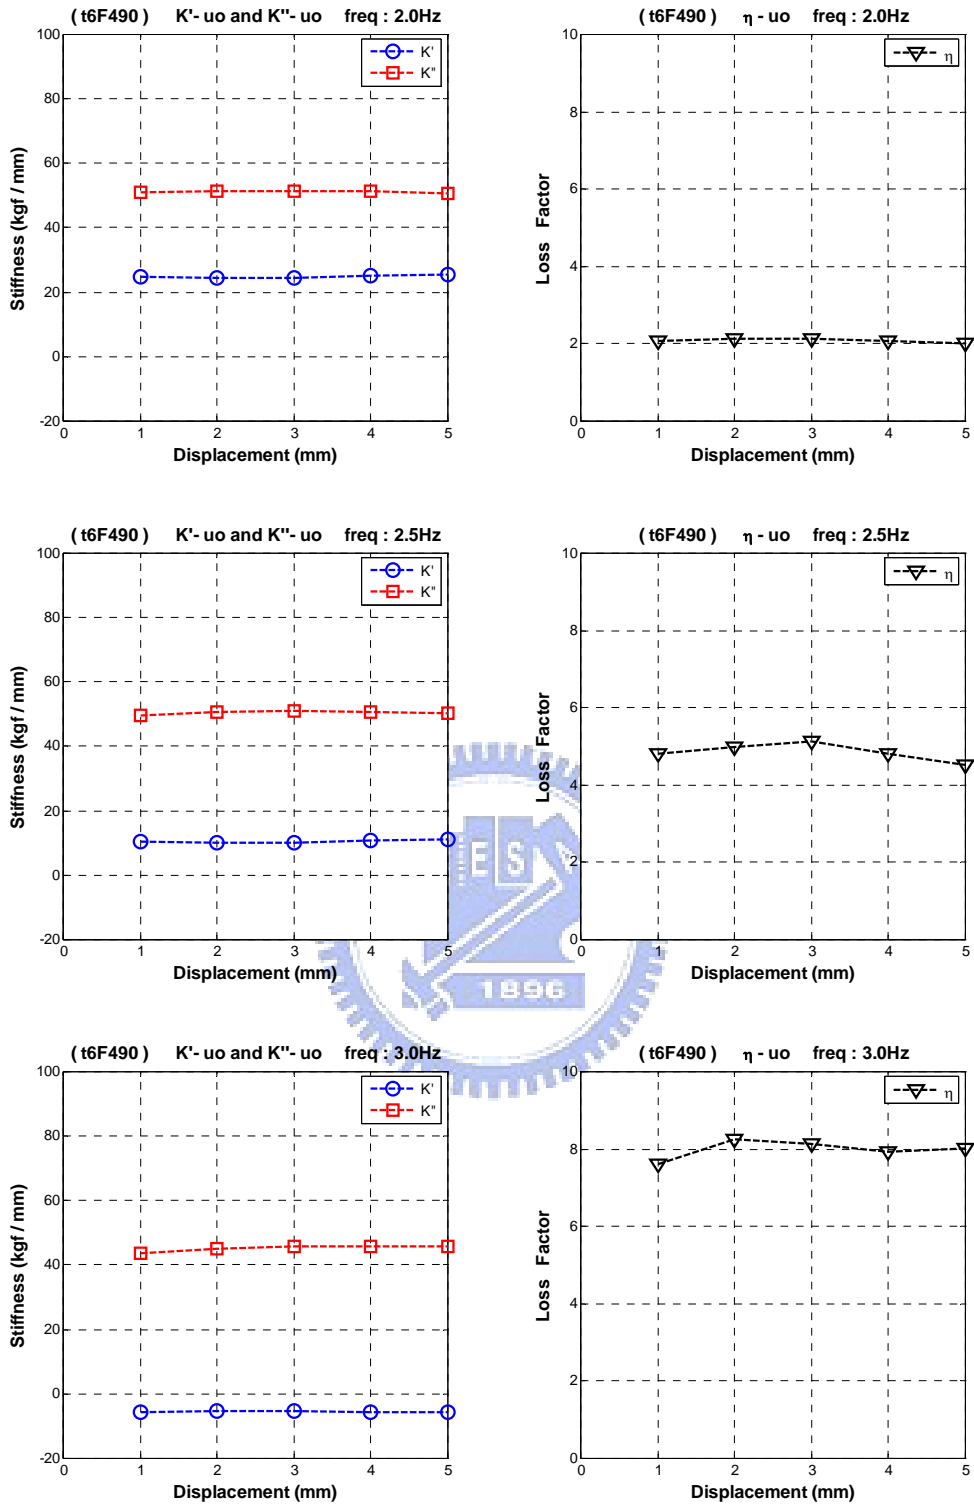 ( t6F490 ) K'- uo and K''- uo freq : 2.0Hz
100
80
60
40
20
0
-20
0 1 2 3 4 5
Stiffness (kgf / mm)
Displacement (mm)
K'
K''
( t6F490 ) η - uo freq : 2.0Hz
10
8
6
4
2
0
0 1 2 3 4 5
Loss Factor
Displacement (mm)
η
( t6F490 ) K'- uo and K''- uo freq : 2.5Hz
100
80
60
40
20
0
-20
0 1 2 3 4 5
Stiffness (kgf / mm)
Displacement (mm)
K'
K''
( t6F490 ) η - uo freq : 2.5Hz
10
8
6
4
2
0
0 1 2 3 4 5
Loss Factor
Displacement (mm)
η
E S
1896
( t6F490 ) K'- uo and K''- uo freq : 3.0Hz
100
80
60
40
20
0
-20
0 1 2 3 4 5
Stiffness (kgf / mm)
Displacement (mm)
K'
K''
( t6F490 ) η - uo freq : 3.0Hz
10
8
6
4
2
0
0 1 2 3 4 5
Loss Factor
Displacement (mm)
η